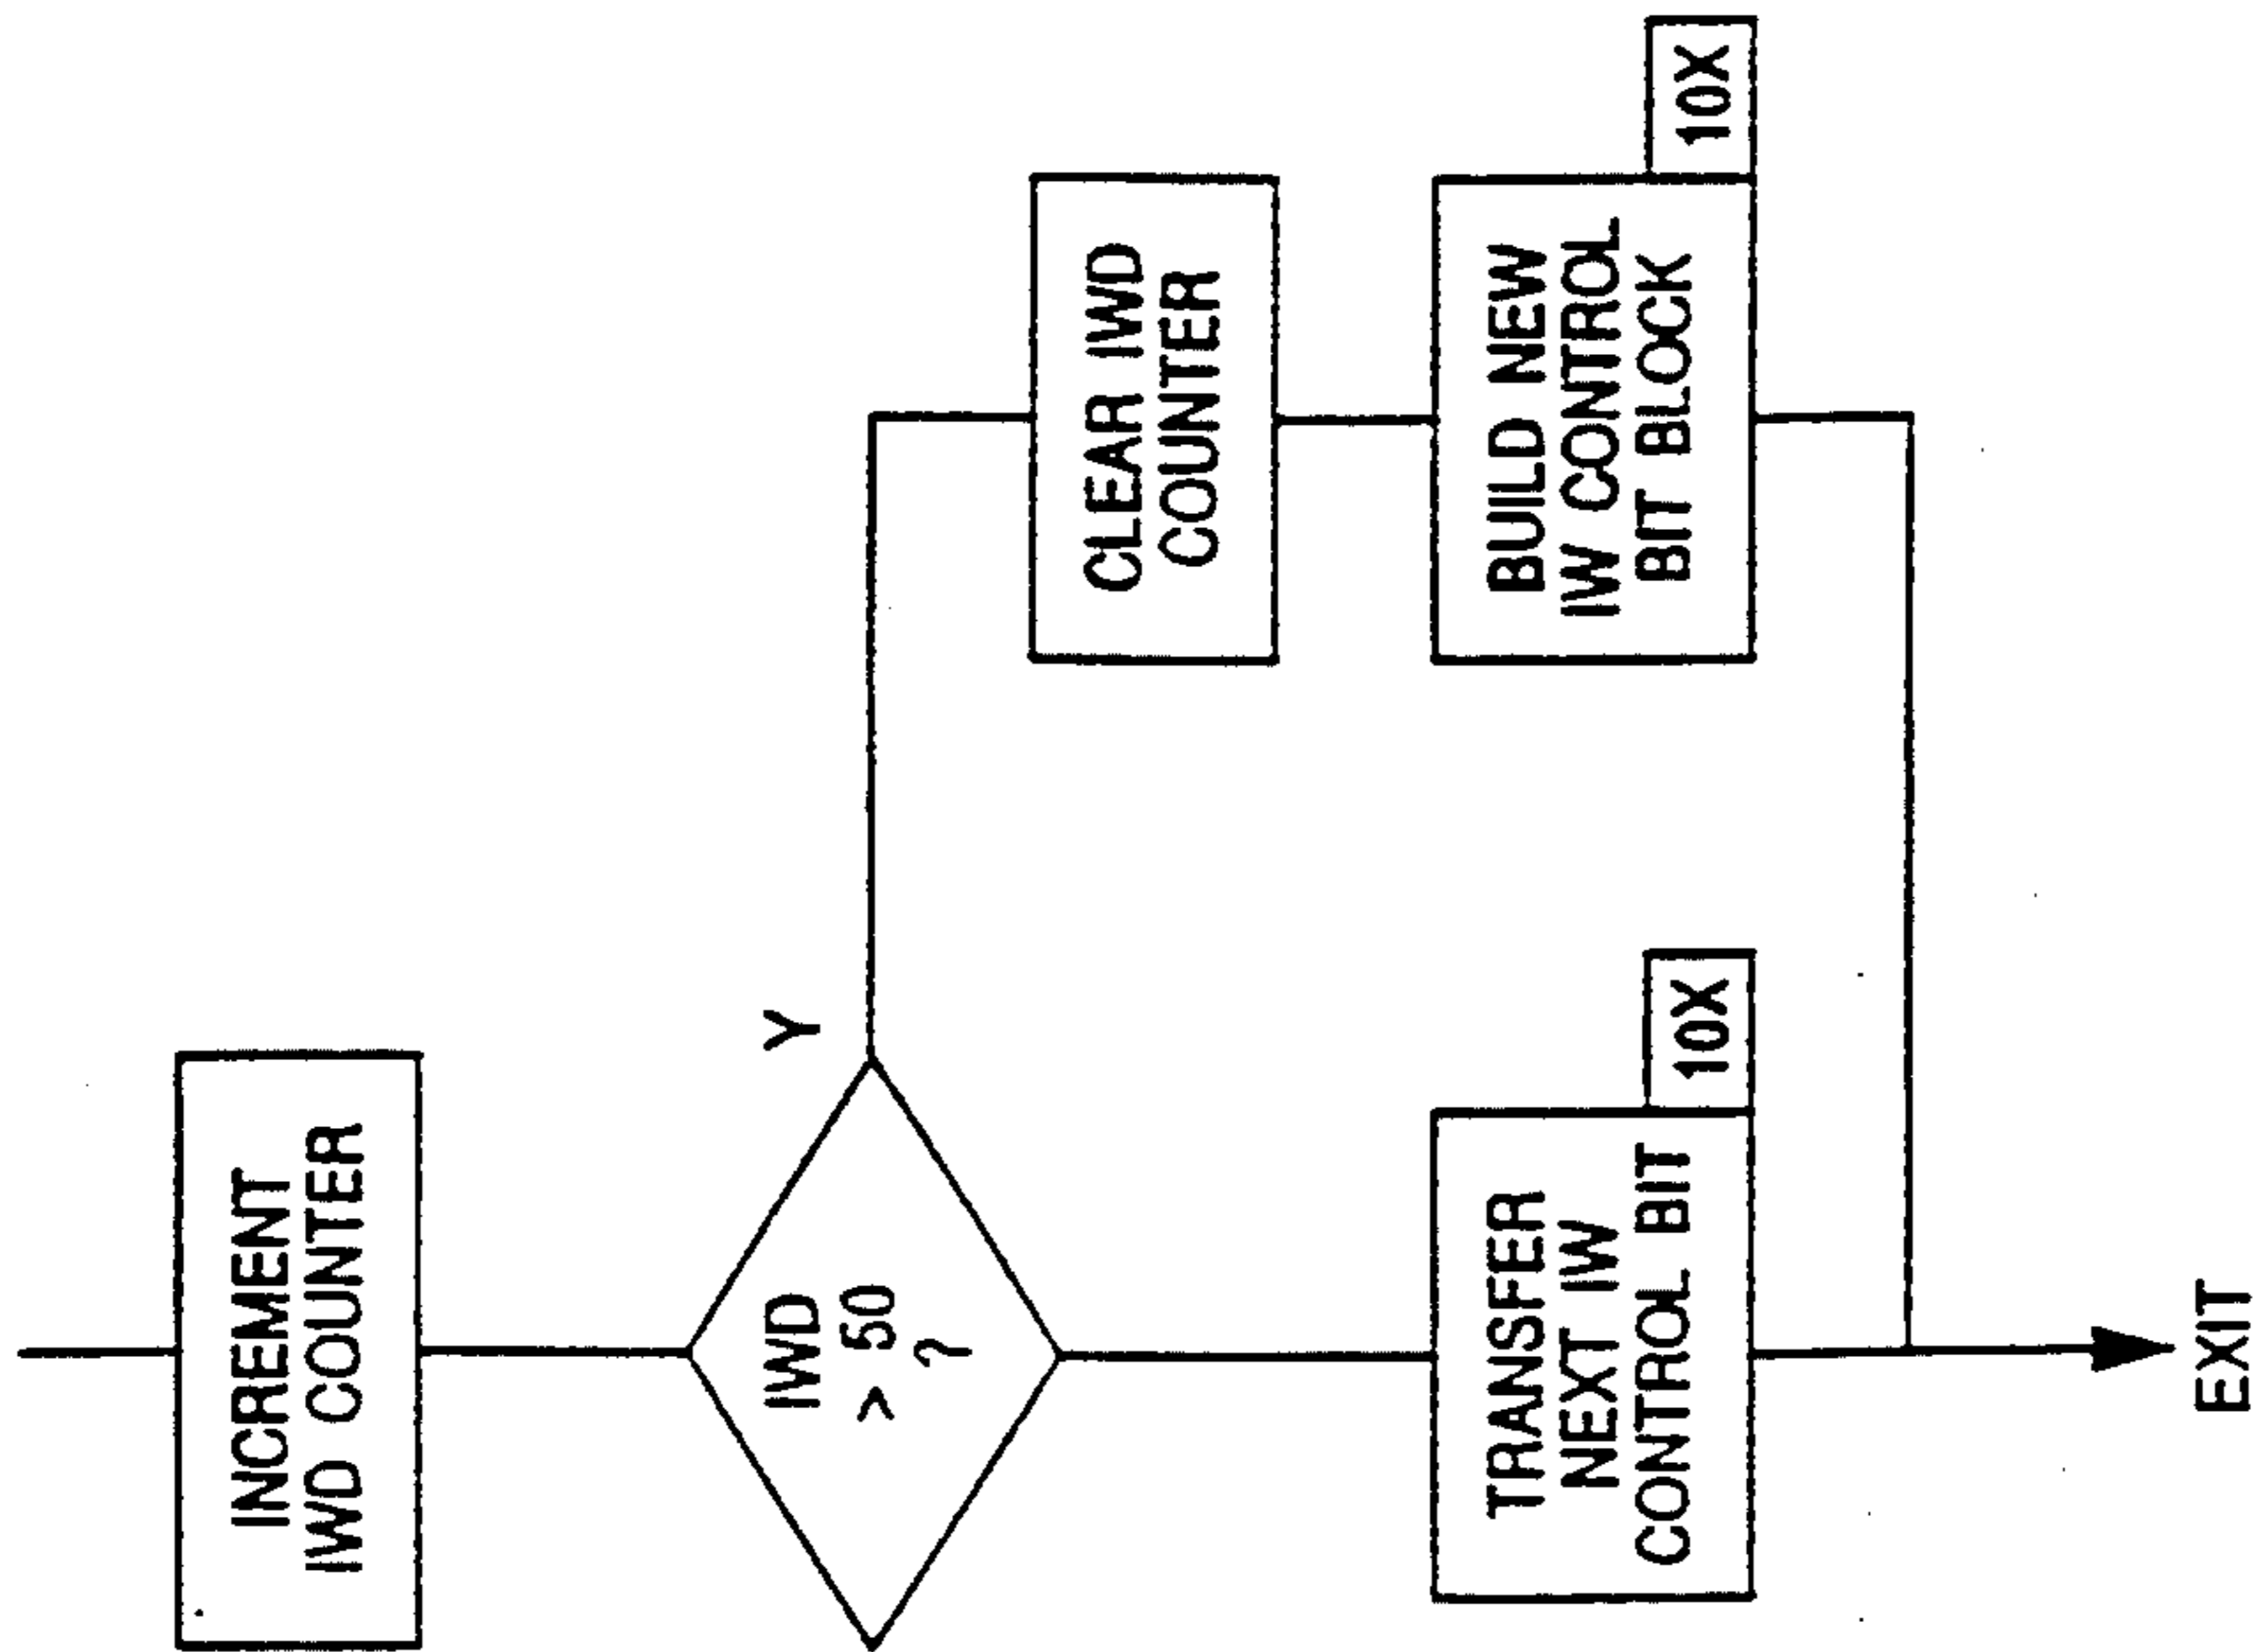 INCREMENT
IWD COUNTER
IWD
> 50
?
Y
CLEAR IWD
COUNTER
TRANSFER
NEXT IW
CONTROL BIT
10X
BUILD NEW
IW CONTROL
BIT BLOCK
10X
EXIT